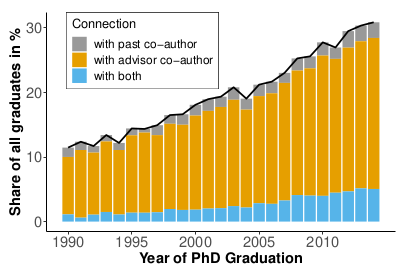 Connection
with past co−author
with advisor co−author
with both
Share of all graduates in %
30
20
10
0
1990 1995 2000 2005 2010
Year of PhD Graduation